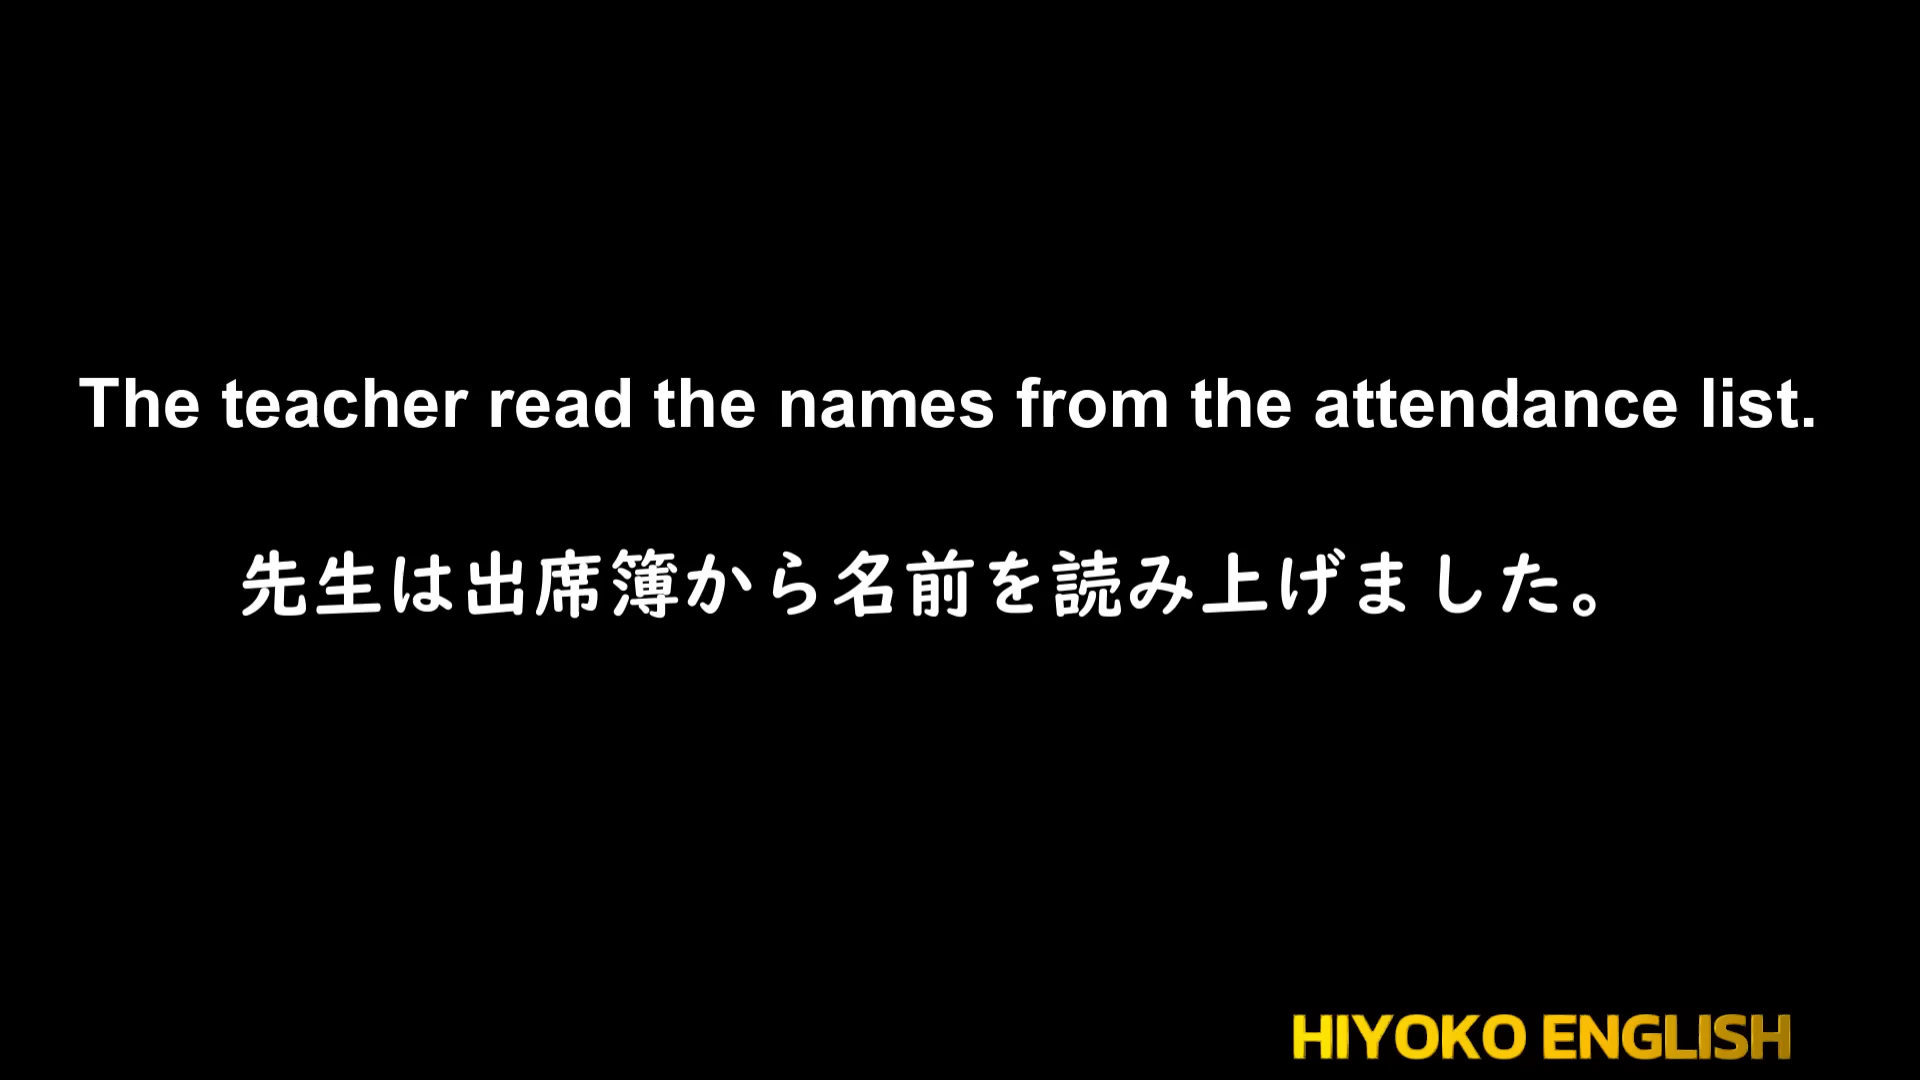 The teacher read the names from the attendance list.
先生は出席簿から名前を読み上げました。
HIYOKO ENGLISH